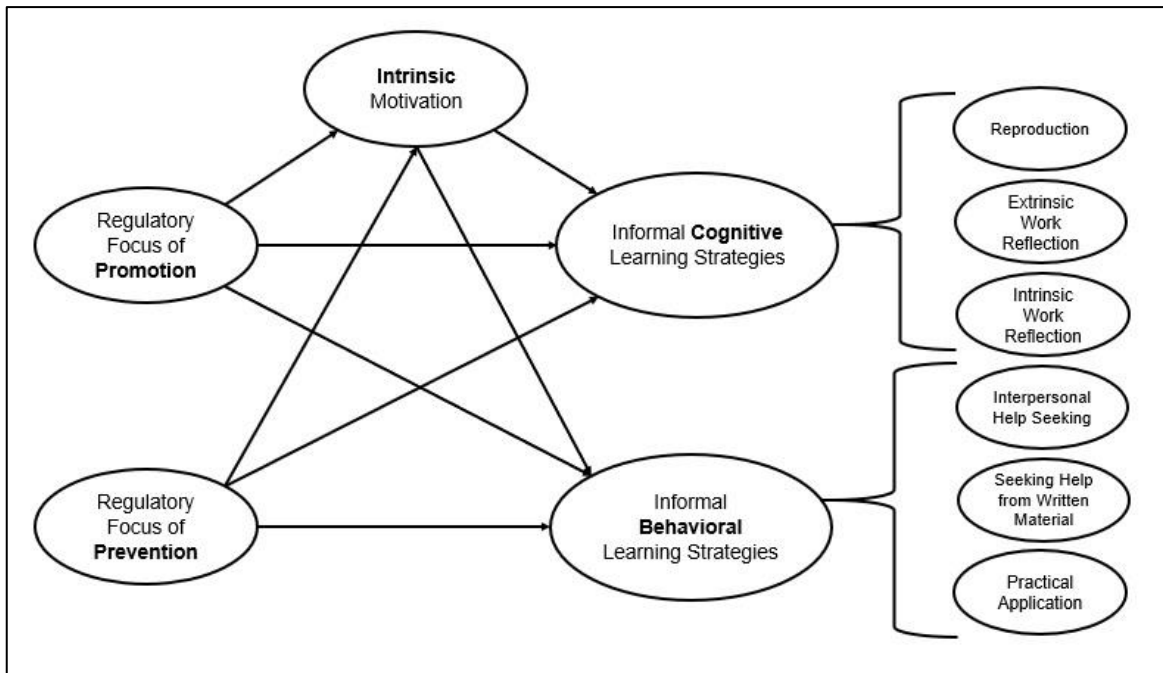 Intrinsic
Motivation
Regulatory
Focus of
Promotion
Informal Cognitive
Learning Strategies
Regulatory
Focus of
Prevention
Informal
Behavioral
Learning Strategies
Reproduction
Extrinsic
Work
Reflection
Intrinsic
Work
Reflection
Interpersonal
Help Seeking
Seeking Help
from Written
Material
Practical
Application